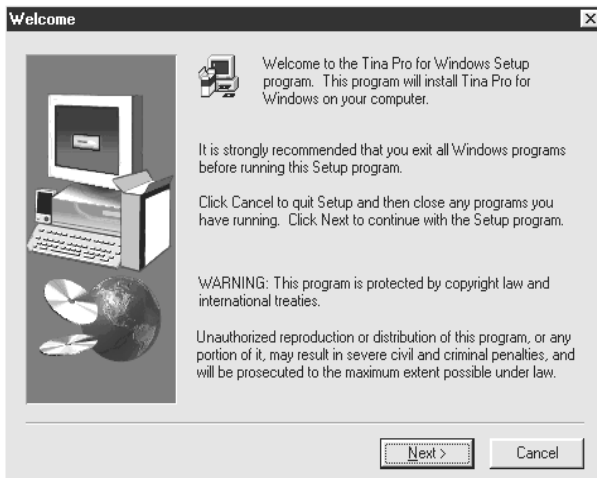 Welcome
Welcome to the Tina Pro for Windows Setup
program. This program will install Tina Pro for
Windows on your computer.
It is strongly recommended that you exit all Windows programs
before running this Setup program.
Click Cancel to quit Setup and then close any programs you
have running. Click Next to continue with the Setup program.
WARNING: This program is protected by copyright law and
international treaties.
Unauthorized reproduction or distribution of this program, or any
portion of it, may result in severe civil and criminal penalties, and
will be prosecuted to the maximum extent possible under law.
Next >
Cancel